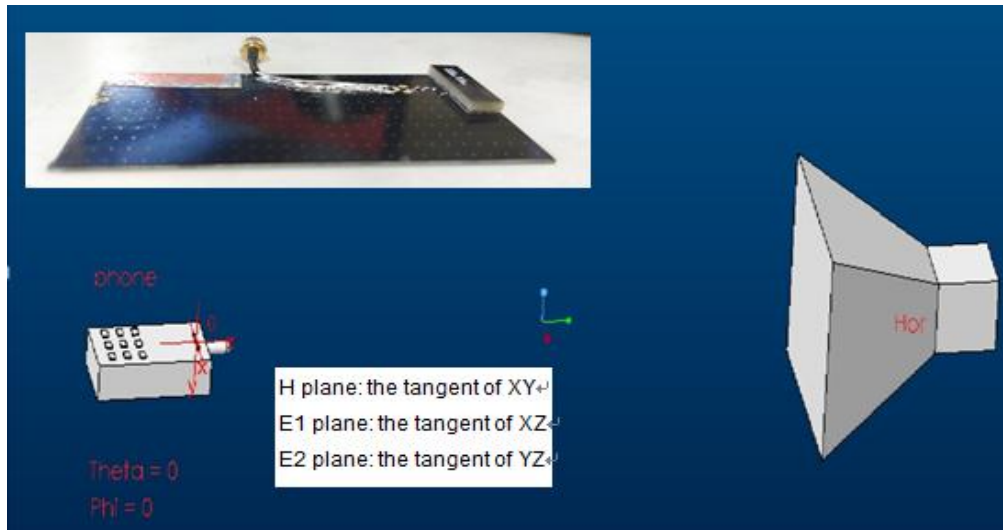 phone
X
Hor
H plane: the tangent of XY↵
E1 plane: the tangent of XZ↵
E2 plane: the tangent of YZ↵
Theta = 0
Phi = 0